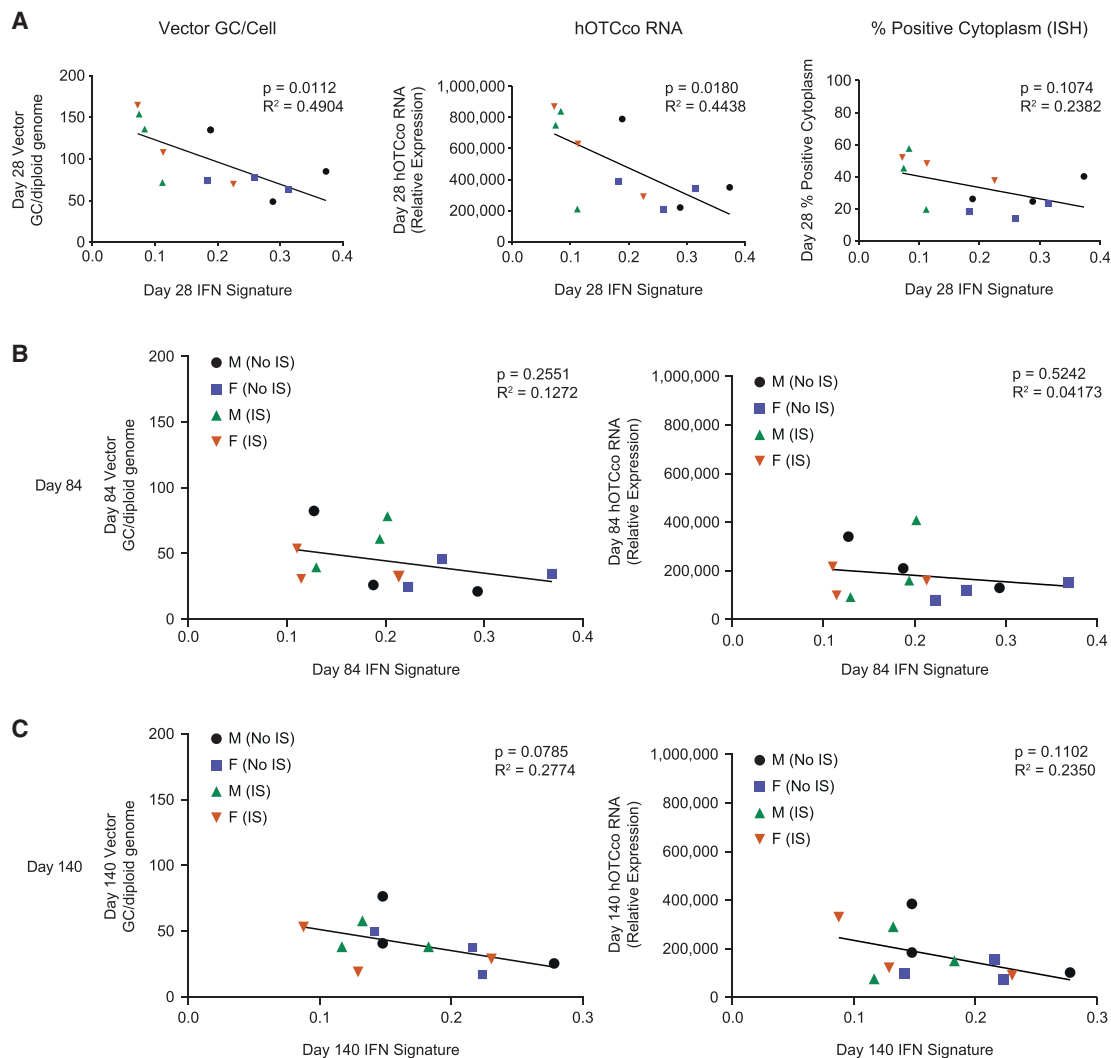 A
Vector GC/Cell
hOTCco RNA
% Positive Cytoplasm (ISH)
Day 28 Vector
GC/diploid genome
200
150
100
50
0
0.0 0.1 0.2 0.3 0.4
p = 0.0112
R² = 0.4904
Day 28 IFN Signature
Day 28 hOTCco RNA
(Relative Expression)
1,000,000
800,000
600,000
400,000
200,000
0
0.0 0.1 0.2 0.3 0.4
p = 0.0180
R² = 0.4438
Day 28 IFN Signature
Day 28 % Positive Cytoplasm
100
80
60
40
20
0
0.0 0.1 0.2 0.3 0.4
p = 0.1074
R² = 0.2382
Day 28 IFN Signature
B
Day 84
Day 84 Vector
GC/diploid genome
200
150
100
50
0
0.0 0.1 0.2 0.3 0.4
M (No IS)
F (No IS)
M (IS)
F (IS)
p = 0.2551
R² = 0.1272
Day 84 IFN Signature
Day 84 hOTCco RNA
(Relative Expression)
1,000,000
800,000
600,000
400,000
200,000
0
0.0 0.1 0.2 0.3 0.4
M (No IS)
F (No IS)
M (IS)
F (IS)
p = 0.5242
R² = 0.04173
Day 84 IFN Signature
C
Day 140
Day 140 Vector
GC/diploid genome
200
150
100
50
0
0.0 0.1 0.2 0.3
M (No IS)
F (No IS)
M (IS)
F (IS)
p = 0.0785
R² = 0.2774
Day 140 IFN Signature
Day 140 hOTCco RNA
(Relative Expression)
1,000,000
800,000
600,000
400,000
200,000
0
0.0 0.1 0.2 0.3
M (No IS)
F (No IS)
M (IS)
F (IS)
p = 0.1102
R² = 0.2350
Day 140 IFN Signature